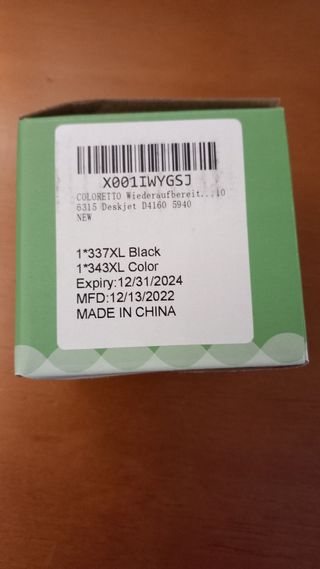 X001IWYGSJ
COLORETTO Wiederaufbereit...10
6315 Deskjet D4160 5940
NEW
1*337XL Black
1*343XL Color
Expiry:12/31/2024
MFD:12/13/2022
MADE IN CHINA